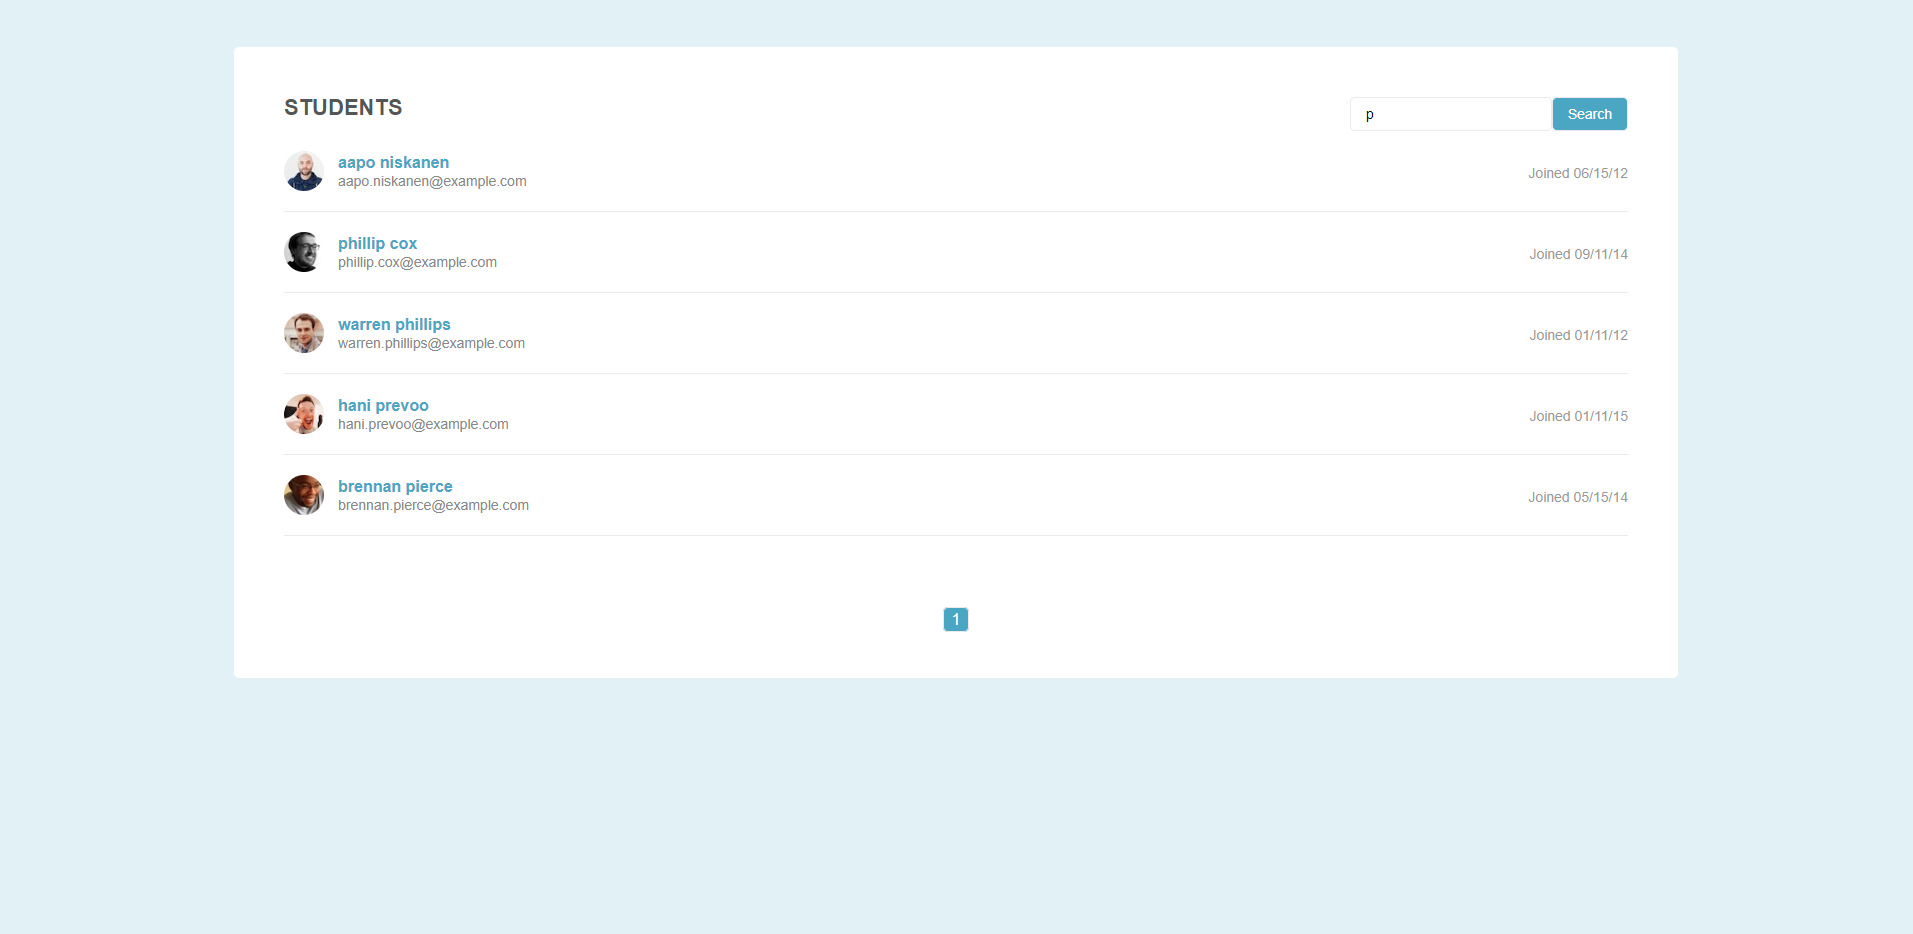 STUDENTS
p
Search
aapo niskanen
aapo.niskanen@example.com
Joined 06/15/12
phillip cox
phillip.cox@example.com
Joined 09/11/14
warren phillips
warren.phillips@example.com
Joined 01/11/12
hani prevoo
hani.prevoo@example.com
Joined 01/11/15
brennan pierce
brennan.pierce@example.com
Joined 05/15/14
1